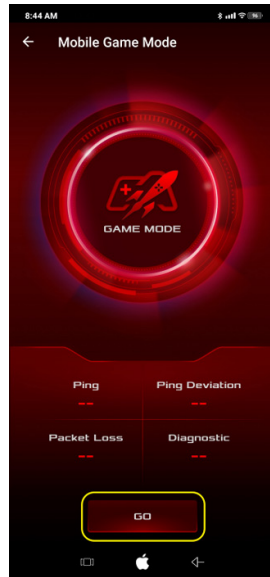 8:44 AM
Mobile Game Mode
GAME MODE
Ping
Ping Deviation
--
--
Packet Loss
Diagnostic
--
--
GO